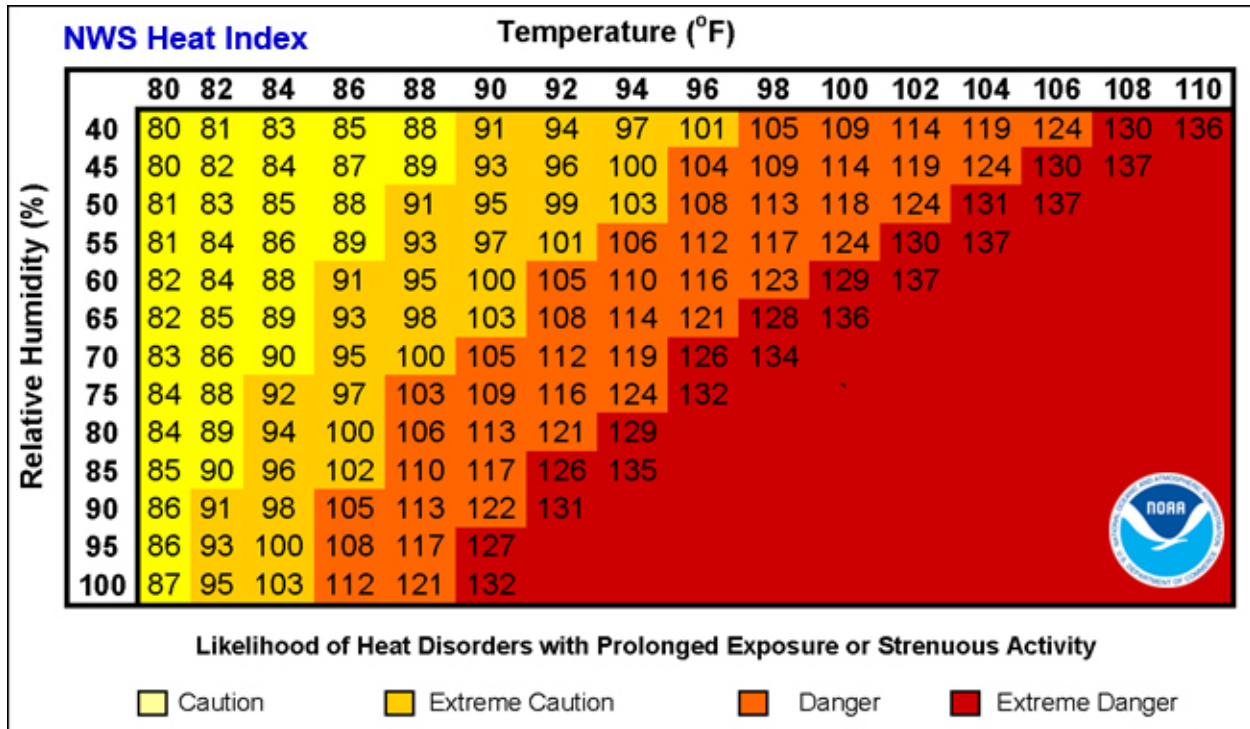 NWS Heat Index
Temperature (°F)
80 82 84 86 88 90 92 94 96 98 100 102 104 106 108 110
Relative Humidity (%)
40 80 81 83 85 88 91 94 97 101 105 109 114 119 124 130 136
45 80 82 84 87 89 93 96 100 104 109 114 119 124 130 137
50 81 83 85 88 91 95 99 103 108 113 118 124 131 137
55 81 84 86 89 93 97 101 106 112 117 124 130 137
60 82 84 88 91 95 100 105 110 116 123 129 137
65 82 85 89 93 98 103 108 114 121 128 136
70 83 86 90 95 100 105 112 119 126 134
75 84 88 92 97 103 109 116 124 132 `
80 84 89 94 100 106 113 121 129
85 85 90 96 102 110 117 126 135
90 86 91 98 105 113 122 131
95 86 93 100 108 117 127
100 87 95 103 112 121 132
NATIONAL OCEANIC AND ATMOSPHERIC ADMINISTRATION
NOAA
U.S. DEPARTMENT OF COMMERCE
Likelihood of Heat Disorders with Prolonged Exposure or Strenuous Activity
Caution Extreme Caution Danger Extreme Danger